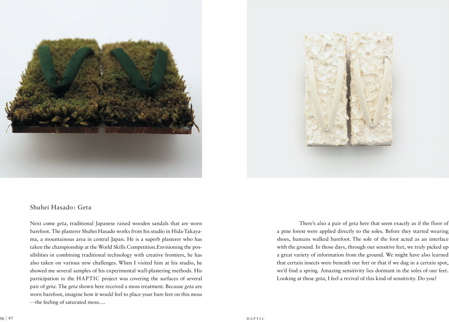 Shuhei Hasado: Geta
Next come geta, traditional Japanese raised wooden sandals that are worn
barefoot. The plasterer Shuhei Hasado works from his studio in Hida-Takaya-
ma, a mountainous area in central Japan. He is a superb plasterer who has
taken the championship at the World Skills Competition.Envisioning the pos-
sibilities in combining traditional technology with creative frontiers, he has
also taken on various new challenges. When I visited him at his studio, he
showed me several samples of his experimental wall-plastering methods. His
participation in the HAPTIC project was covering the surfaces of several
pair of geta. The geta shown here received a moss treatment. Because geta are
worn barefoot, imagine how it would feel to place your bare feet on this moss
—the feeling of saturated moss....
There's also a pair of geta here that seem exactly as if the floor of
a pine forest were applied directly to the soles. Before they started wearing
shoes, humans walked barefoot. The sole of the foot acted as an interface
with the ground. In those days, through our sensitive feet, we truly picked up
a great variety of information from the ground. We might have also learned
that certain insects were beneath our feet or that if we dug in a certain spot,
we'd find a spring. Amazing sensitivity lies dormant in the soles of our feet.
Looking at these geta, I feel a revival of this kind of sensitivity. Do you?
96 | 97
HAPTIC